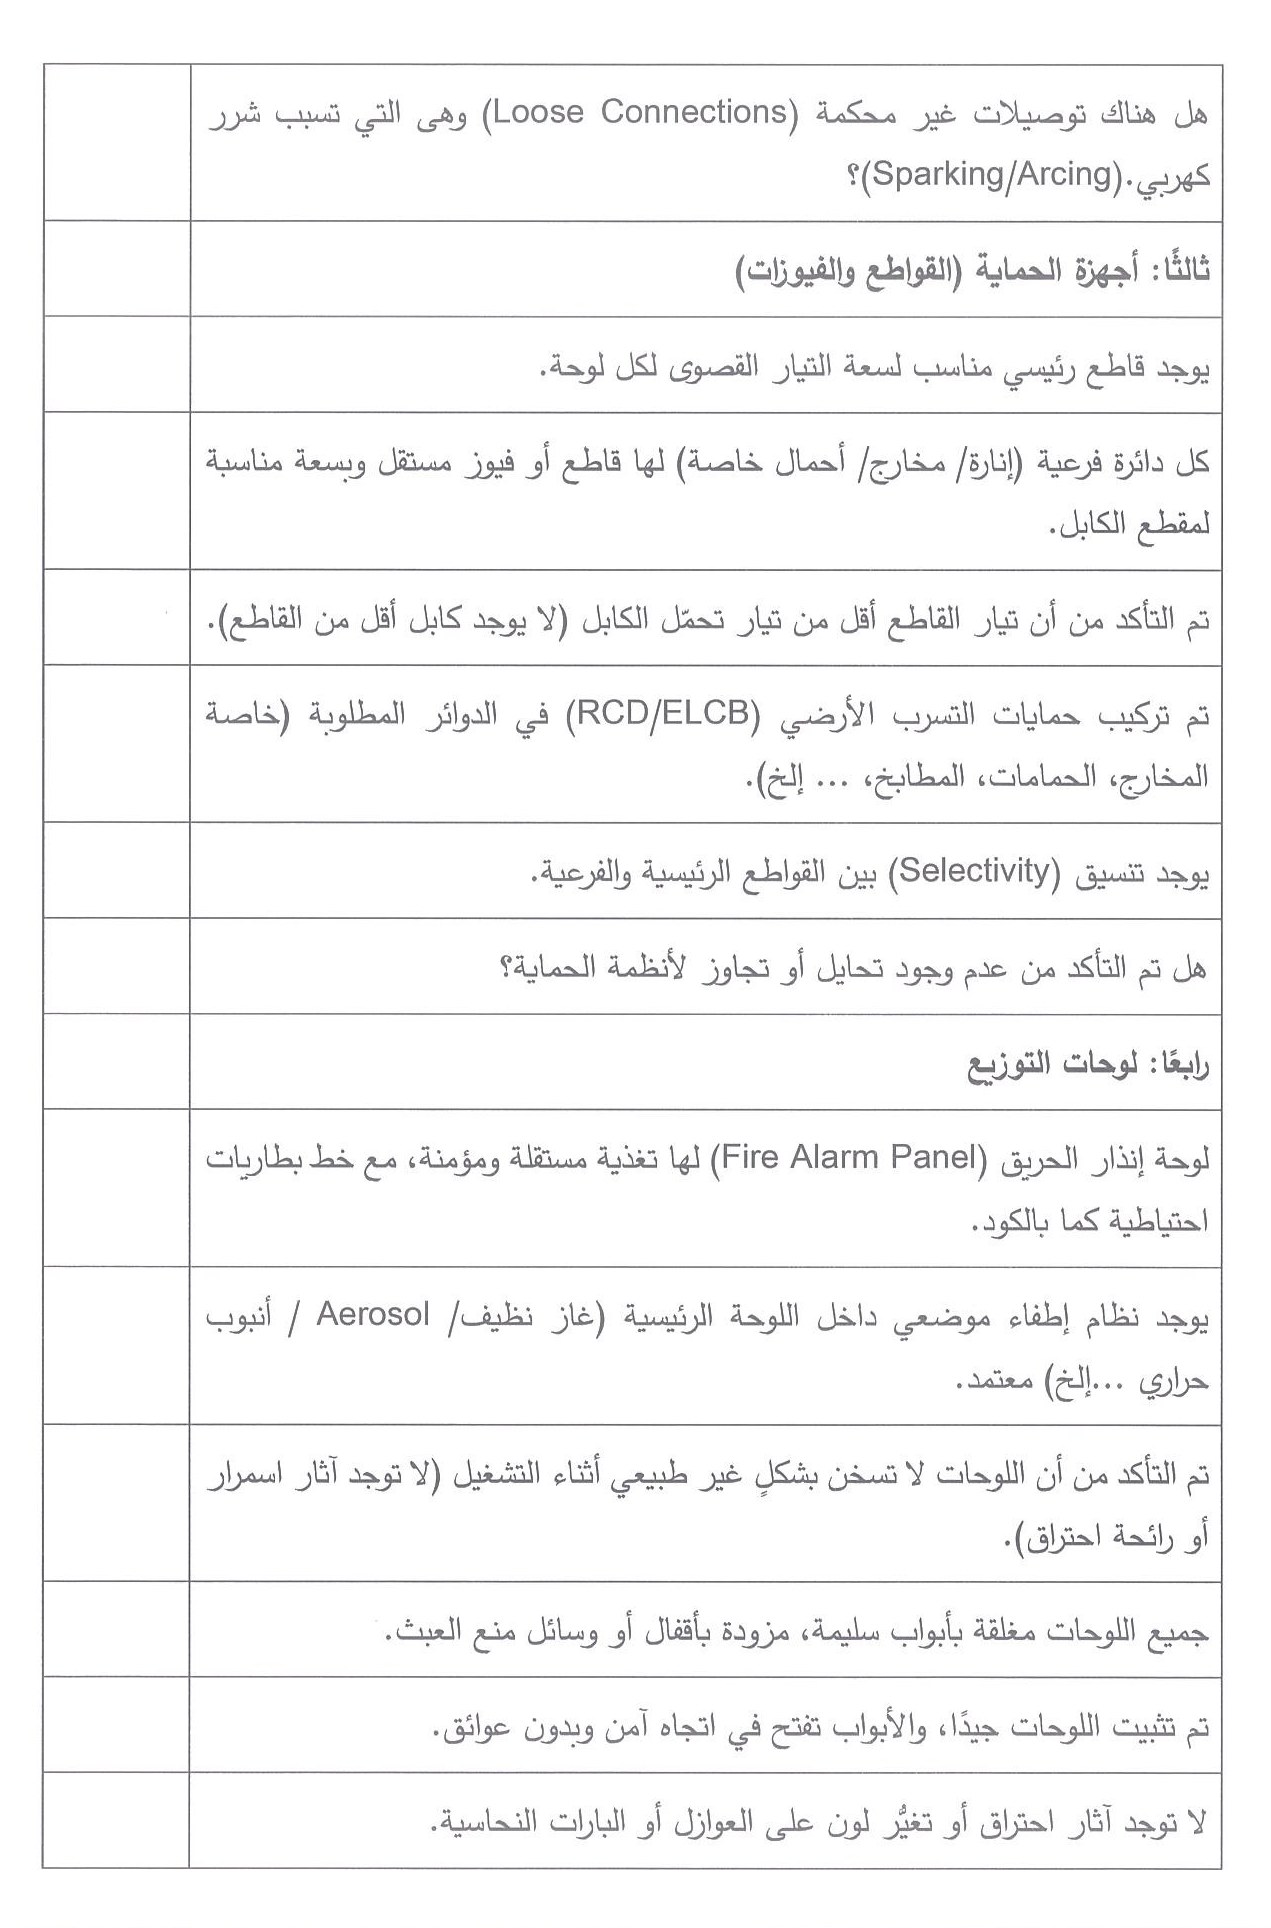 هل هناك توصيلات غير محكمة (Loose Connections) وهى التي تسبب شرر
كهربي.(Sparking/Arcing)؟
ثالثًا: أجهزة الحماية (القواطع والفيوزات)
يوجد قاطع رئيسي مناسب لسعة التيار القصوى لكل لوحة.
كل دائرة فرعية (إنارة/ مخارج/ أحمال خاصة) لها قاطع أو فيوز مستقل وبسعة مناسبة
لمقطع الكابل.
تم التأكد من أن تيار القاطع أقل من تيار تحمّل الكابل (لا يوجد كابل أقل من القاطع).
تم تركيب حمايات التسرب الأرضي (RCD/ELCB) في الدوائر المطلوبة (خاصة
المخارج، الحمامات، المطابخ، ... إلخ).
يوجد تنسيق (Selectivity) بين القواطع الرئيسية والفرعية.
هل تم التأكد من عدم وجود تحايل أو تجاوز لأنظمة الحماية؟
رابعًا: لوحات التوزيع
لوحة إنذار الحريق (Fire Alarm Panel) لها تغذية مستقلة ومؤمنة، مع خط بطاريات
احتياطية كما بالكود.
يوجد نظام إطفاء موضعي داخل اللوحة الرئيسية (غاز نظيف/ Aerosol / أنبوب
حراري ...إلخ) معتمد.
تم التأكد من أن اللوحات لا تسخن بشكلٍ غير طبيعي أثناء التشغيل (لا توجد آثار اسمرار
أو رائحة احتراق).
جميع اللوحات مغلقة بأبواب سليمة، مزودة بأقفال أو وسائل منع العبث.
تم تثبيت اللوحات جيدًا، والأبواب تفتح في اتجاه آمن وبدون عوائق.
لا توجد آثار احتراق أو تغيُّر لون على العوازل أو البارات النحاسية.